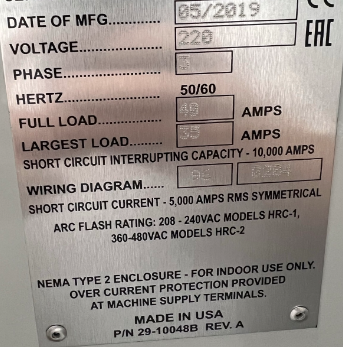 DATE OF MFG. 05/2019
VOLTAGE 220 EAC
PHASE
HERTZ 50/60
FULL LOAD AMPS
LARGEST LOAD AMPS
SHORT CIRCUIT INTERRUPTING CAPACITY - 10,000 AMPS
WIRING DIAGRAM
SHORT CIRCUIT CURRENT - 5,000 AMPS RMS SYMMETRICAL
ARC FLASH RATING: 208 - 240VAC MODELS HRC-1,
360-480VAC MODELS HRC-2
NEMA TYPE 2 ENCLOSURE - FOR INDOOR USE ONLY.
OVER CURRENT PROTECTION PROVIDED
AT MACHINE SUPPLY TERMINALS.
MADE IN USA
P/N 29-10048B REV. A